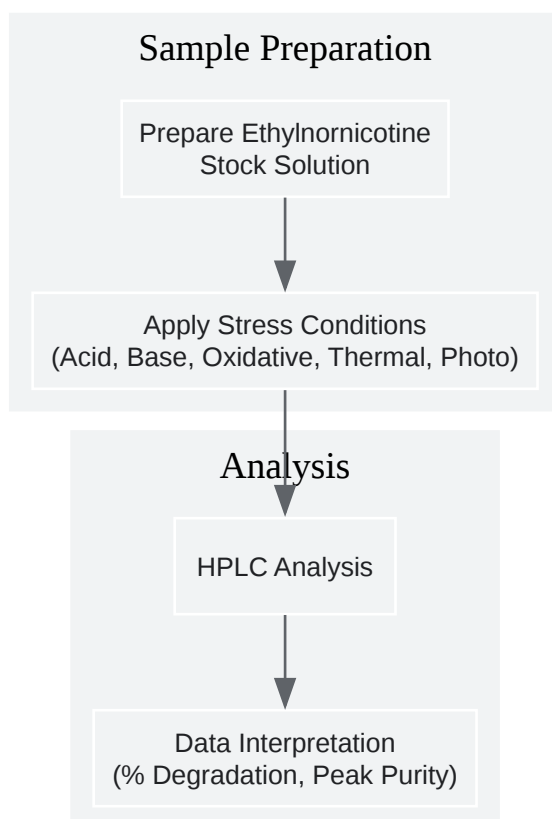 Sample Preparation
Prepare Ethylnornicotine
Stock Solution
Apply Stress Conditions
(Acid, Base, Oxidative, Thermal, Photo)
Analysis
HPLC Analysis
Data Interpretation
(% Degradation, Peak Purity)